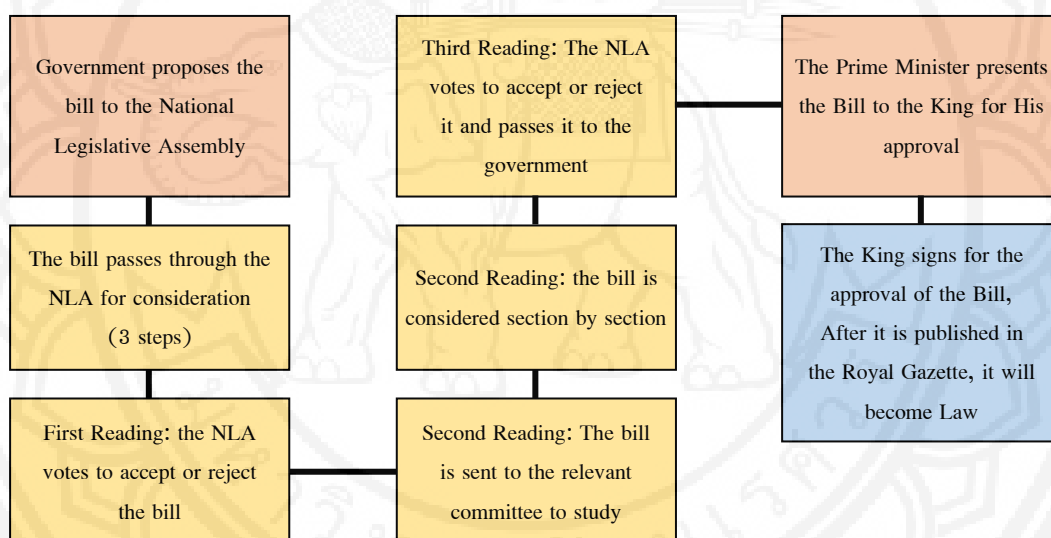 Government proposes the
bill to the National
Legislative Assembly
The bill passes through the
NLA for consideration
(3 steps)
First Reading: the NLA
votes to accept or reject
the bill
Second Reading: The bill
is sent to the relevant
committee to study
Second Reading: the bill is
considered section by section
Third Reading: The NLA
votes to accept or reject
it and passes it to the
government
The Prime Minister presents
the Bill to the King for His
approval
The King signs for the
approval of the Bill,
After it is published in
the Royal Gazette, it will
become Law